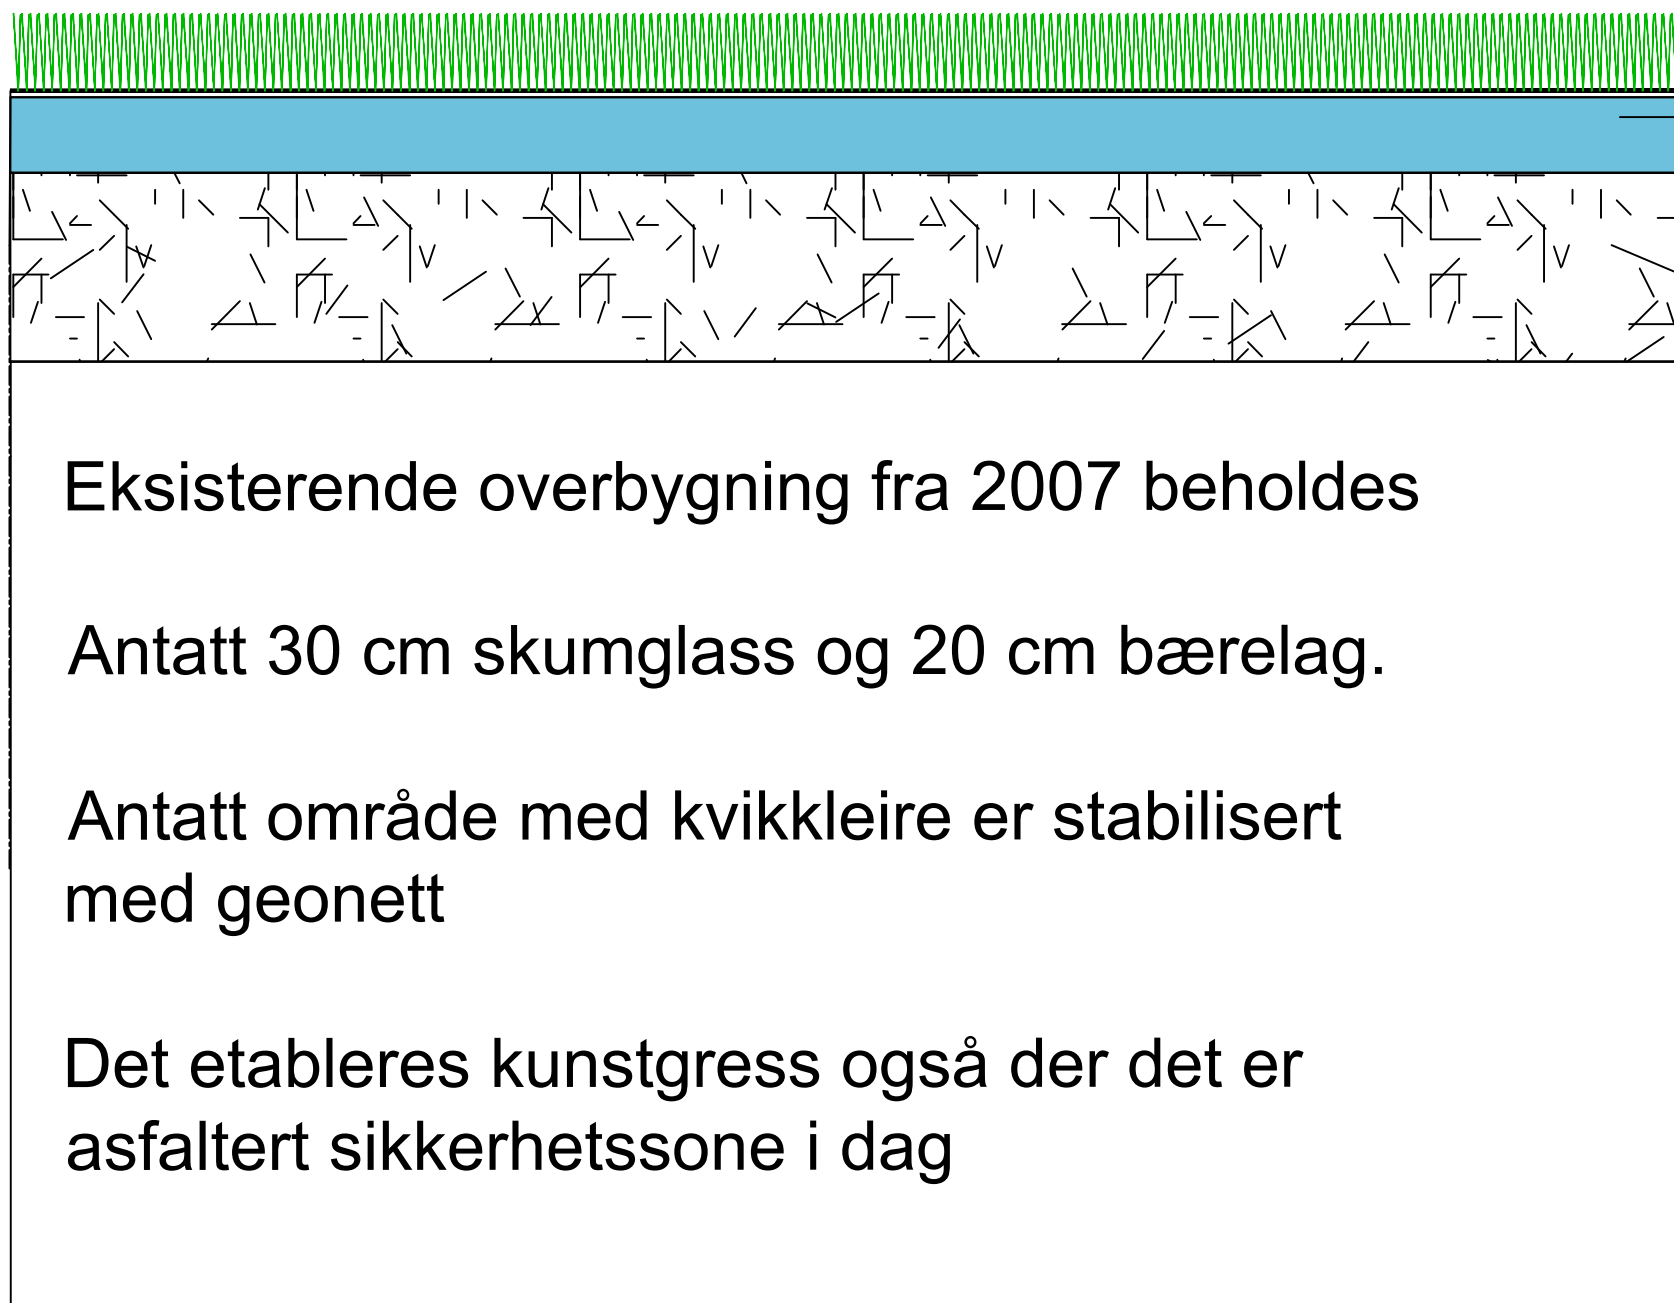 Eksisterende overbygning fra 2007 beholdes
Antatt 30 cm skumglass og 20 cm bærelag.
Antatt område med kvikkleire er stabilisert
med geonett
Det etableres kunstgress også der det er
asfaltert sikkerhetssone i dag